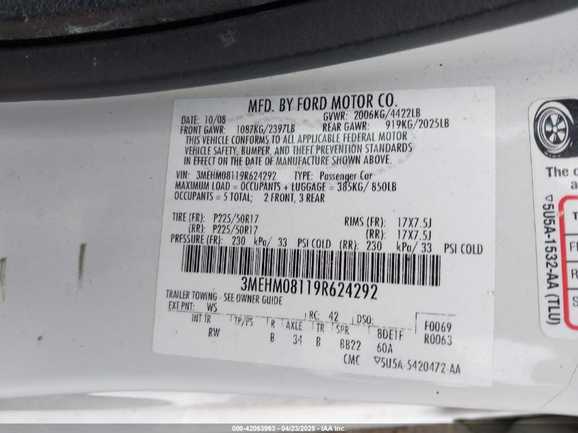 MFD. BY FORD MOTOR CO.
DATE: 10/08 GVWR: 2006KG/4422LB
FRONT GAWR: 1087KG/2397LB REAR GAWR: 919KG/2025LB
THIS VEHICLE CONFORMS TO ALL APPLICABLE FEDERAL MOTOR
VEHICLE SAFETY, BUMPER, AND THEFT PREVENTION STANDARDS
IN EFFECT ON THE DATE OF MANUFACTURE SHOWN ABOVE.
VIN: 3MEHM08119R624292 TYPE: Passenger Car
MAXIMUM LOAD = OCCUPANTS + LUGGAGE = 385KG/850LB
OCCUPANTS = 5 TOTAL; 2 FRONT, 3 REAR
TIRE (FR): P225/50R17 RIMS (FR): 17X7.5J
(RR): P225/50R17 (RR): 17X7.5J
PRESSURE (FR): 230 kPa/ 33 PSI COLD (RR): 230 kPa/ 33 PSI COLD
3MEHM08119R624292
TRAILER TOWING - SEE OWNER GUIDE
EXT PNT: WS RC: 42 DSO: F0069
INT TR TP/PS R AXLE TR SPR BDE1F R0063
RW B 34 B BB22 60A
CMC 5U5A-5420472-AA
The c
5U5A-1532-AA (TLU)
T
F
R
S
000-42063963 - 04/23/2025 - IAA Inc.